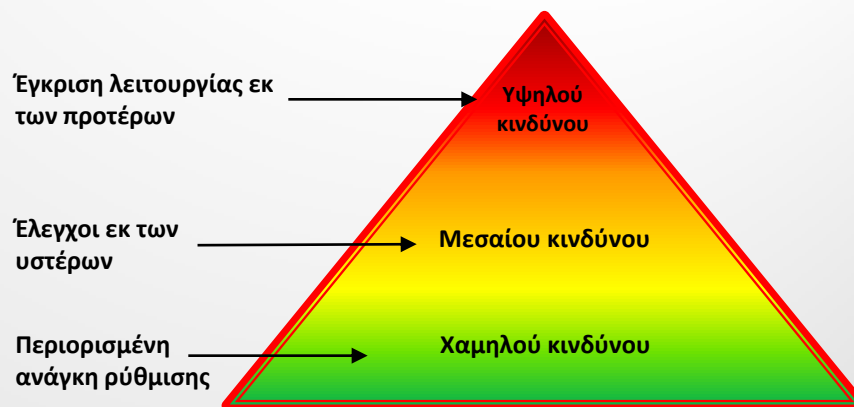 Έγκριση λειτουργίας εκ
των προτέρων
Υψηλού
κινδύνου
Έλεγχοι εκ των
υστέρων
Μεσαίου κινδύνου
Περιορισμένη
ανάγκη ρύθμισης
Χαμηλού κινδύνου